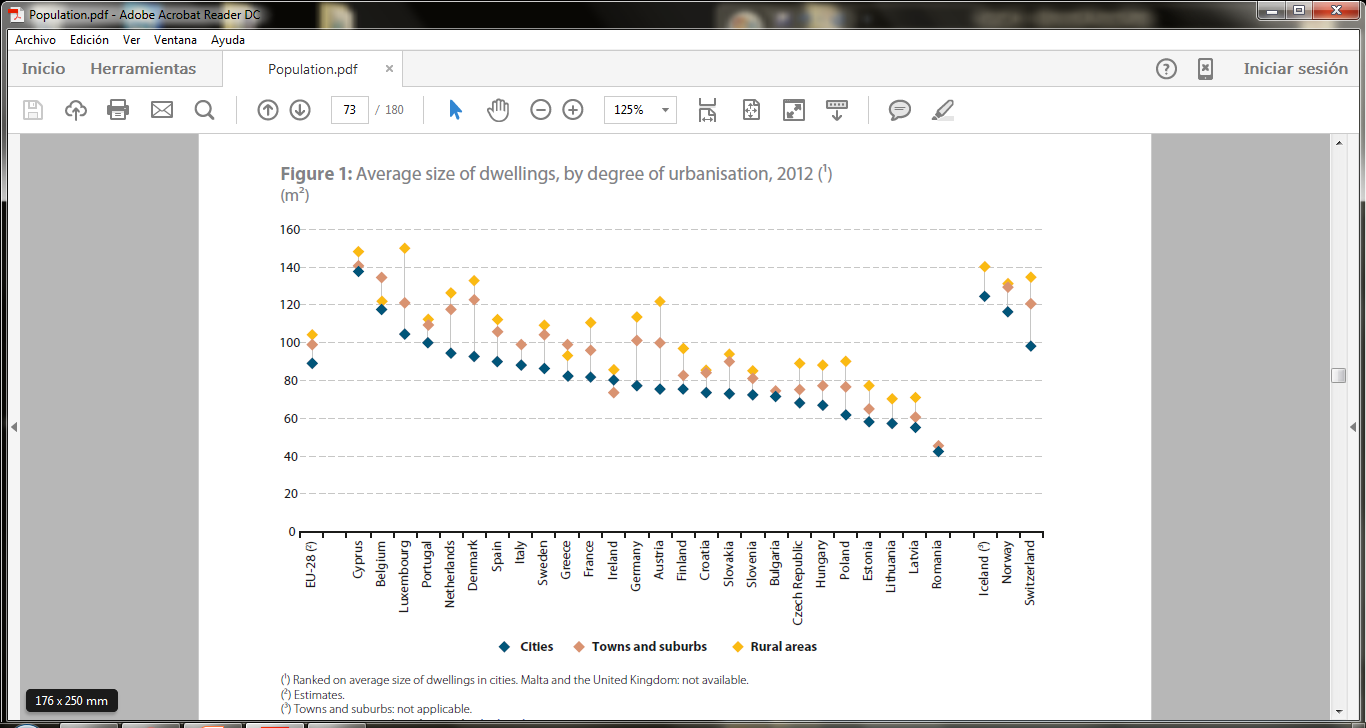 Population.pdf - Adobe Acrobat Reader DC
Archivo Edición Ver Ventana Ayuda
Inicio Herramientas Population.pdf × Iniciar sesión
73 / 180 125%
Figure 1: Average size of dwellings, by degree of urbanisation, 2012 (¹)
(m²)
160
140
120
100
80
60
40
20
0
EU-28 (²)
Cyprus
Belgium
Luxembourg
Portugal
Netherlands
Denmark
Spain
Italy
Sweden
Greece
France
Ireland
Germany
Austria
Finland
Croatia
Slovakia
Slovenia
Bulgaria
Czech Republic
Hungary
Poland
Estonia
Lithuania
Latvia
Romania
Iceland (³)
Norway
Switzerland
Cities Towns and suburbs Rural areas
(¹) Ranked on average size of dwellings in cities. Malta and the United Kingdom: not available.
(²) Estimates.
(³) Towns and suburbs: not applicable.
176 x 250 mm